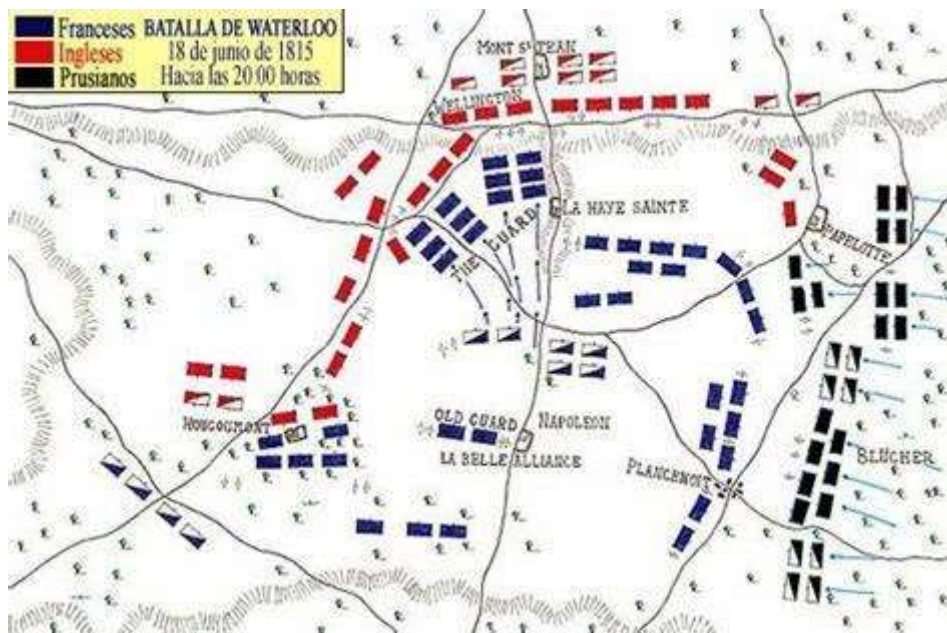 Franceses BATALLA DE WATERLOO
Ingleses 18 de junio de 1815
Prusianos Hacia las 20:00 horas
MONT ST JEAN
WELLINGTON
LA HAYE SAINTE
THE GUARD
PAPELOTTE
HOUGOUMONT
OLD GUARD NAPOLEON
LA BELLE ALLIANCE
PLANCENOIT
BLÜCHER